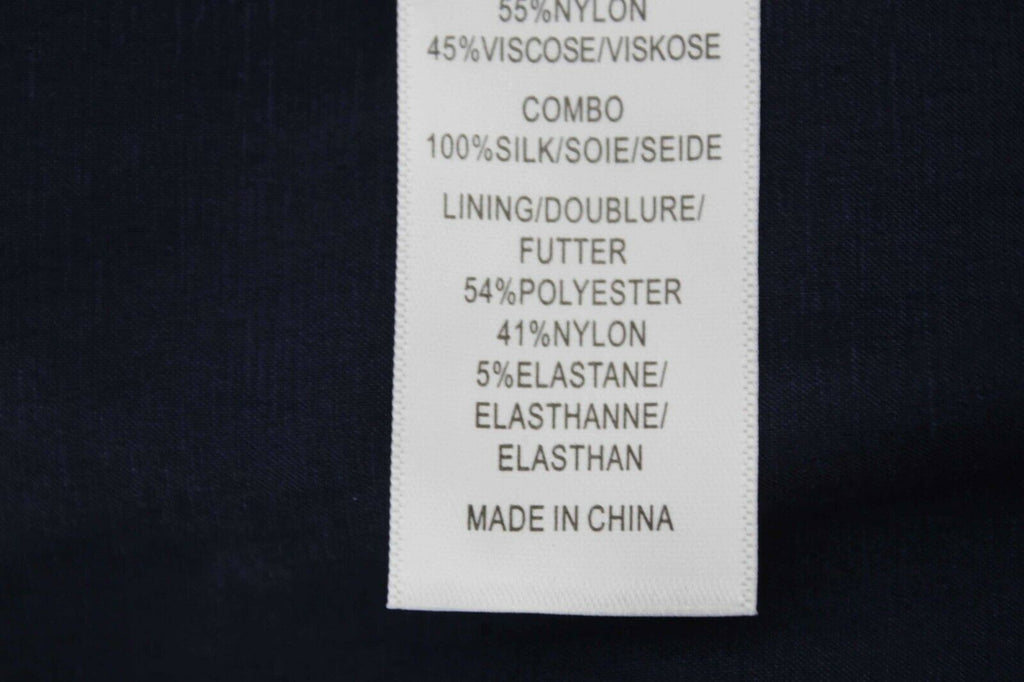 55%NYLON
45%VISCOSE/VISKOSE
COMBO
100%SILK/SOIE/SEIDE
LINING/DOUBLURE/
FUTTER
54%POLYESTER
41%NYLON
5%ELASTANE/
ELASTHANNE/
ELASTHAN
MADE IN CHINA